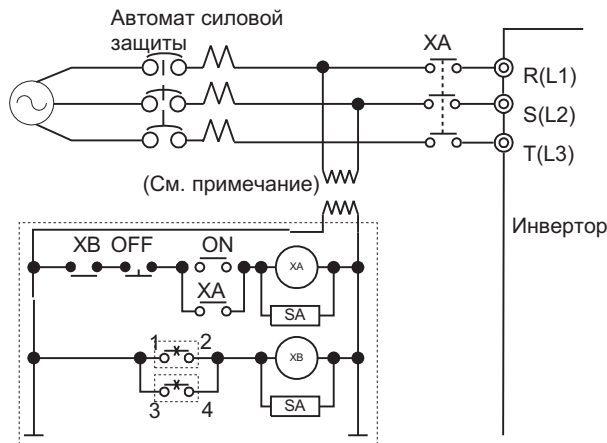 Автомат силовой
защиты
XA
R(L1)
S(L2)
T(L3)
(См. примечание)
Инвертор
XB OFF ON
XA
XA
SA
1 2
XB
3 4
SA